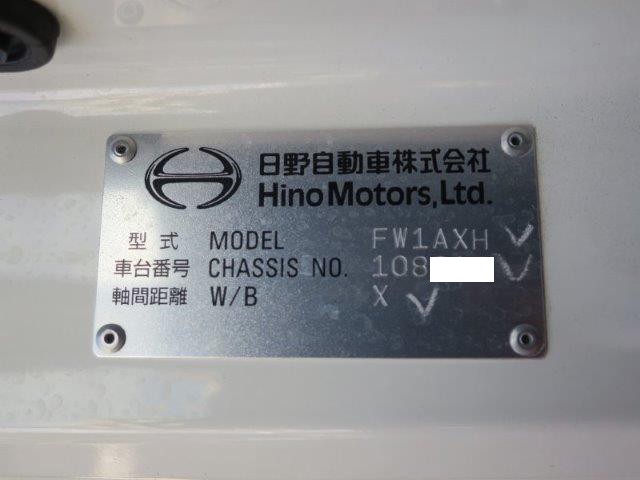 日野自動車株式会社
Hino Motors, Ltd.
型式 MODEL FW1AXH
車台番号 CHASSIS NO. 108
軸間距離 W/B X